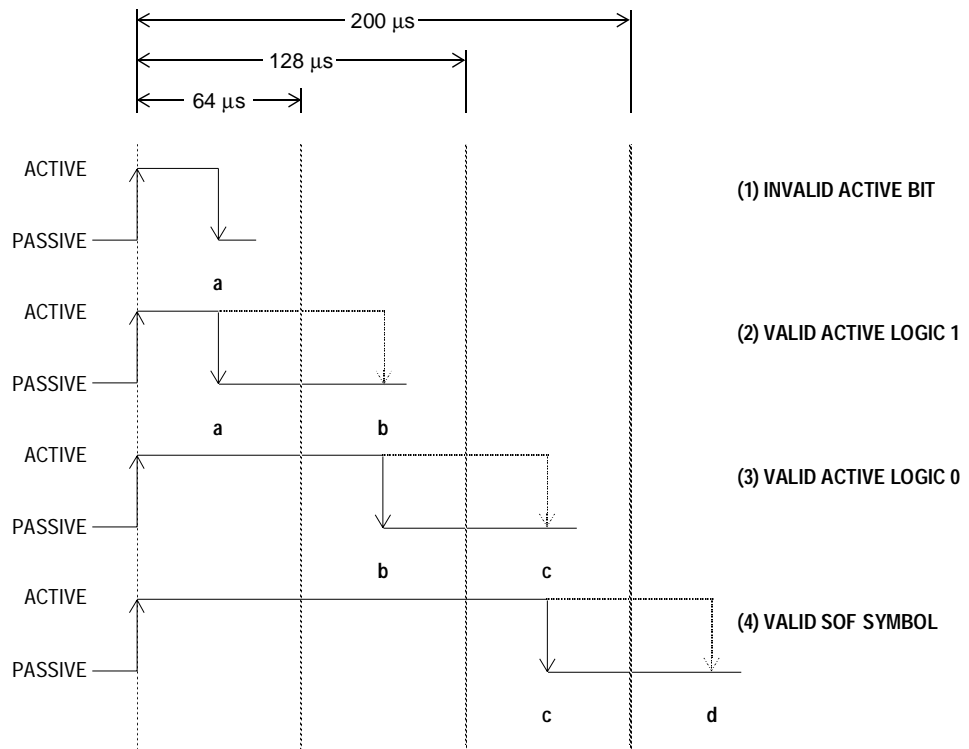 200 μs
128 μs
64 μs
ACTIVE
(1) INVALID ACTIVE BIT
PASSIVE
a
ACTIVE
(2) VALID ACTIVE LOGIC 1
PASSIVE
a b
ACTIVE
(3) VALID ACTIVE LOGIC 0
PASSIVE
b c
ACTIVE
(4) VALID SOF SYMBOL
PASSIVE
c d